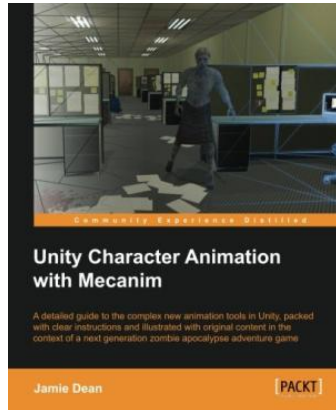 Community Experience Distilled
Unity Character Animation
with Mecanim
A detailed guide to the complex new animation tools in Unity, packed
with clear instructions and illustrated with original content in the
context of a next generation zombie apocalypse adventure game
Jamie Dean
[PACKT]